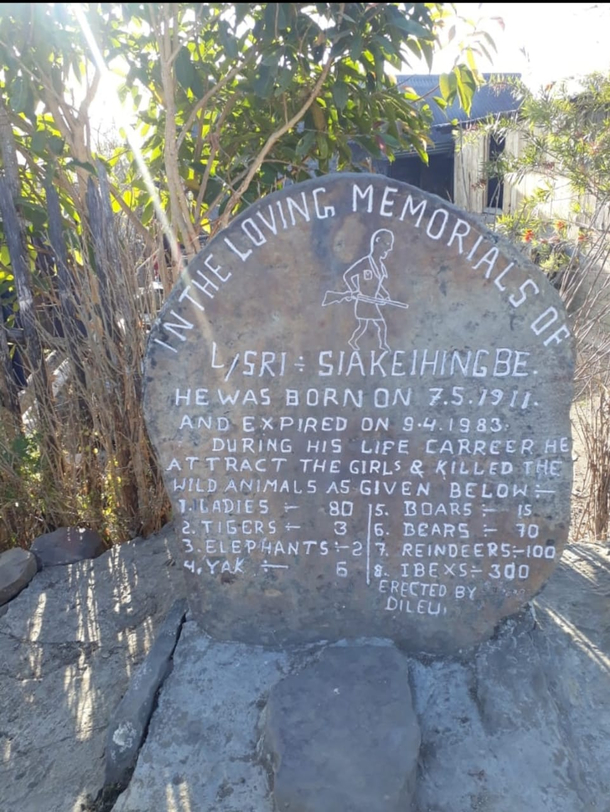 IN THE LOVING MEMORIALS OF
L/SRI ÷ SIAKEIHING BE.
HE WAS BORN ON 7.5.1911.
AND EXPIRED ON 9.4.1983.
DURING HIS LIFE CARREER HE
ATTRACT THE GIRLS & KILLED THE
WILD ANIMALS AS GIVEN BELOW:—
1. LADIES :— 80 5. BOARS :— 15
2. TIGERS :— 3 6. BEARS :— 70
3. ELEPHANTS :—2 7. REINDEERS:—100
4. YAK :— 6 8. IBEXS:— 300
ERECTED BY
DILEUI